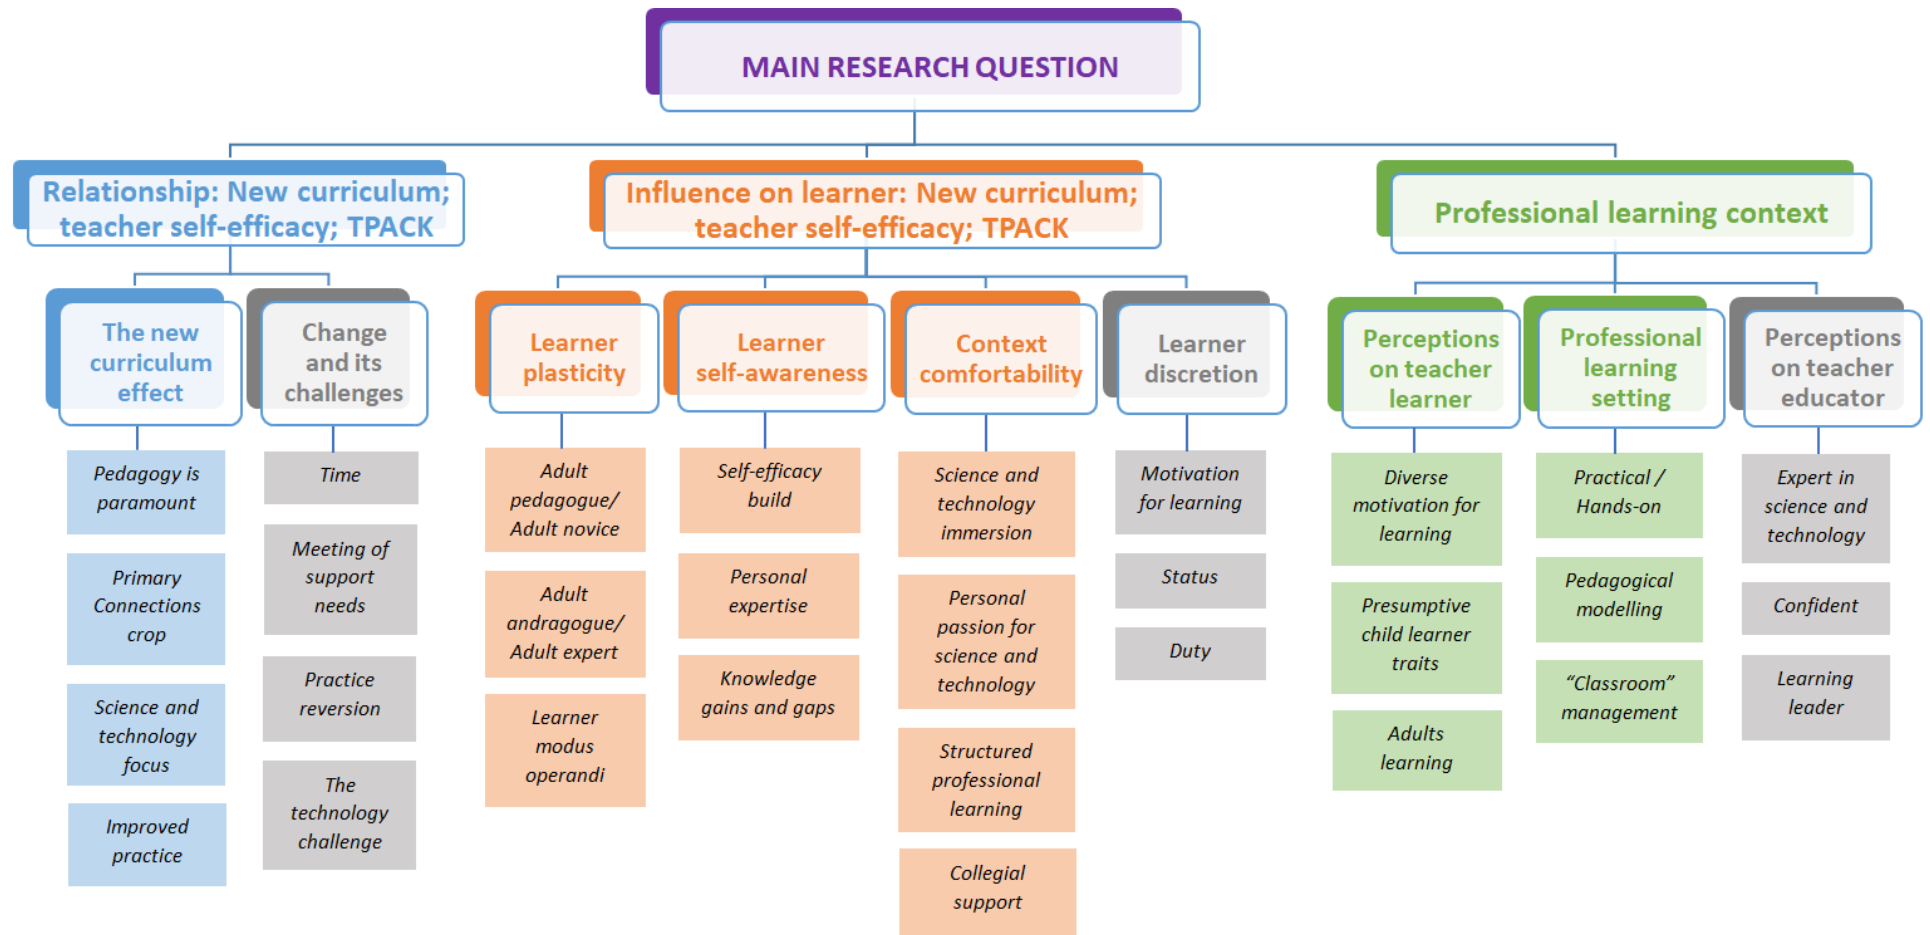 MAIN RESEARCH QUESTION
Relationship: New curriculum;
teacher self-efficacy; TPACK
Influence on learner: New curriculum;
teacher self-efficacy; TPACK
Professional learning context
The new
curriculum
effect
Change
and its
challenges
Learner
plasticity
Learner
self-awareness
Context
comfortability
Learner
discretion
Perceptions
on teacher
learner
Professional
learning
setting
Perceptions
on teacher
educator
Pedagogy is
paramount
Primary
Connections
crop
Science and
technology
focus
Improved
practice
Time
Meeting of
support
needs
Practice
reversion
The
technology
challenge
Adult
pedagogue/
Adult novice
Adult
andragogue/
Adult expert
Learner
modus
operandi
Self-efficacy
build
Personal
expertise
Knowledge
gains and gaps
Science and
technology
immersion
Personal
passion for
science and
technology
Structured
professional
learning
Collegial
support
Motivation
for learning
Status
Duty
Diverse
motivation for
learning
Presumptive
child learner
traits
Adults
learning
Practical /
Hands-on
Pedagogical
modelling
“Classroom”
management
Expert in
science and
technology
Confident
Learning
leader